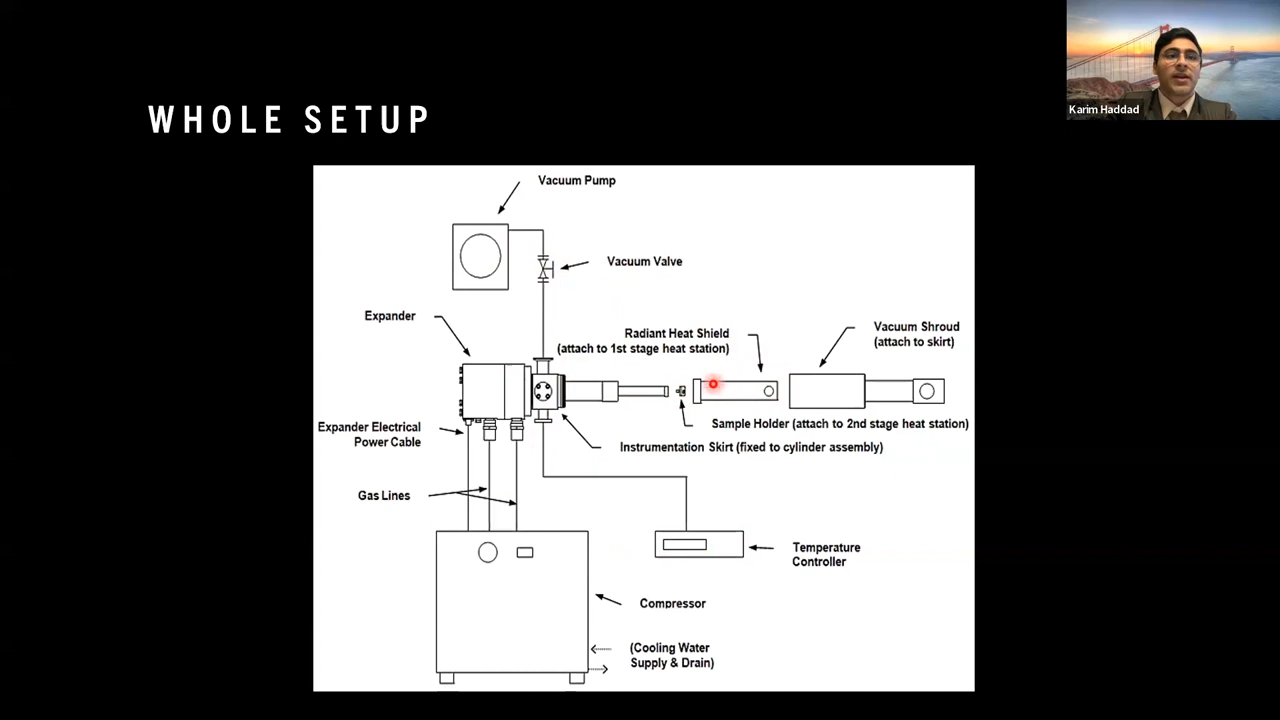 Karim Haddad
WHOLE SETUP
Vacuum Pump
Vacuum Valve
Expander
Radiant Heat Shield
(attach to 1st stage heat station)
Vacuum Shroud
(attach to skirt)
Sample Holder (attach to 2nd stage heat station)
Expander Electrical
Power Cable
Instrumentation Skirt (fixed to cylinder assembly)
Gas Lines
Temperature
Controller
Compressor
(Cooling Water
Supply & Drain)